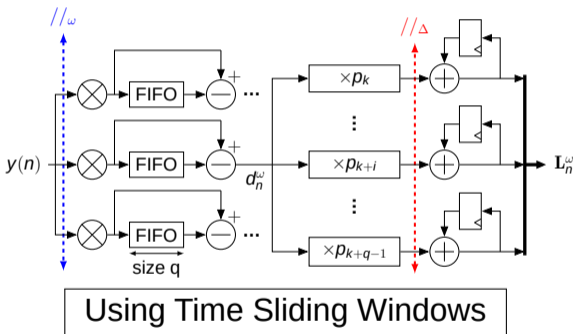 //ω
//Δ
y(n)
FIFO
+
...
FIFO
+
FIFO
+
...
size q
d_n^ω
×p_k
⋮
×p_{k+i}
⋮
×p_{k+q−1}
L_n^ω
Using Time Sliding Windows